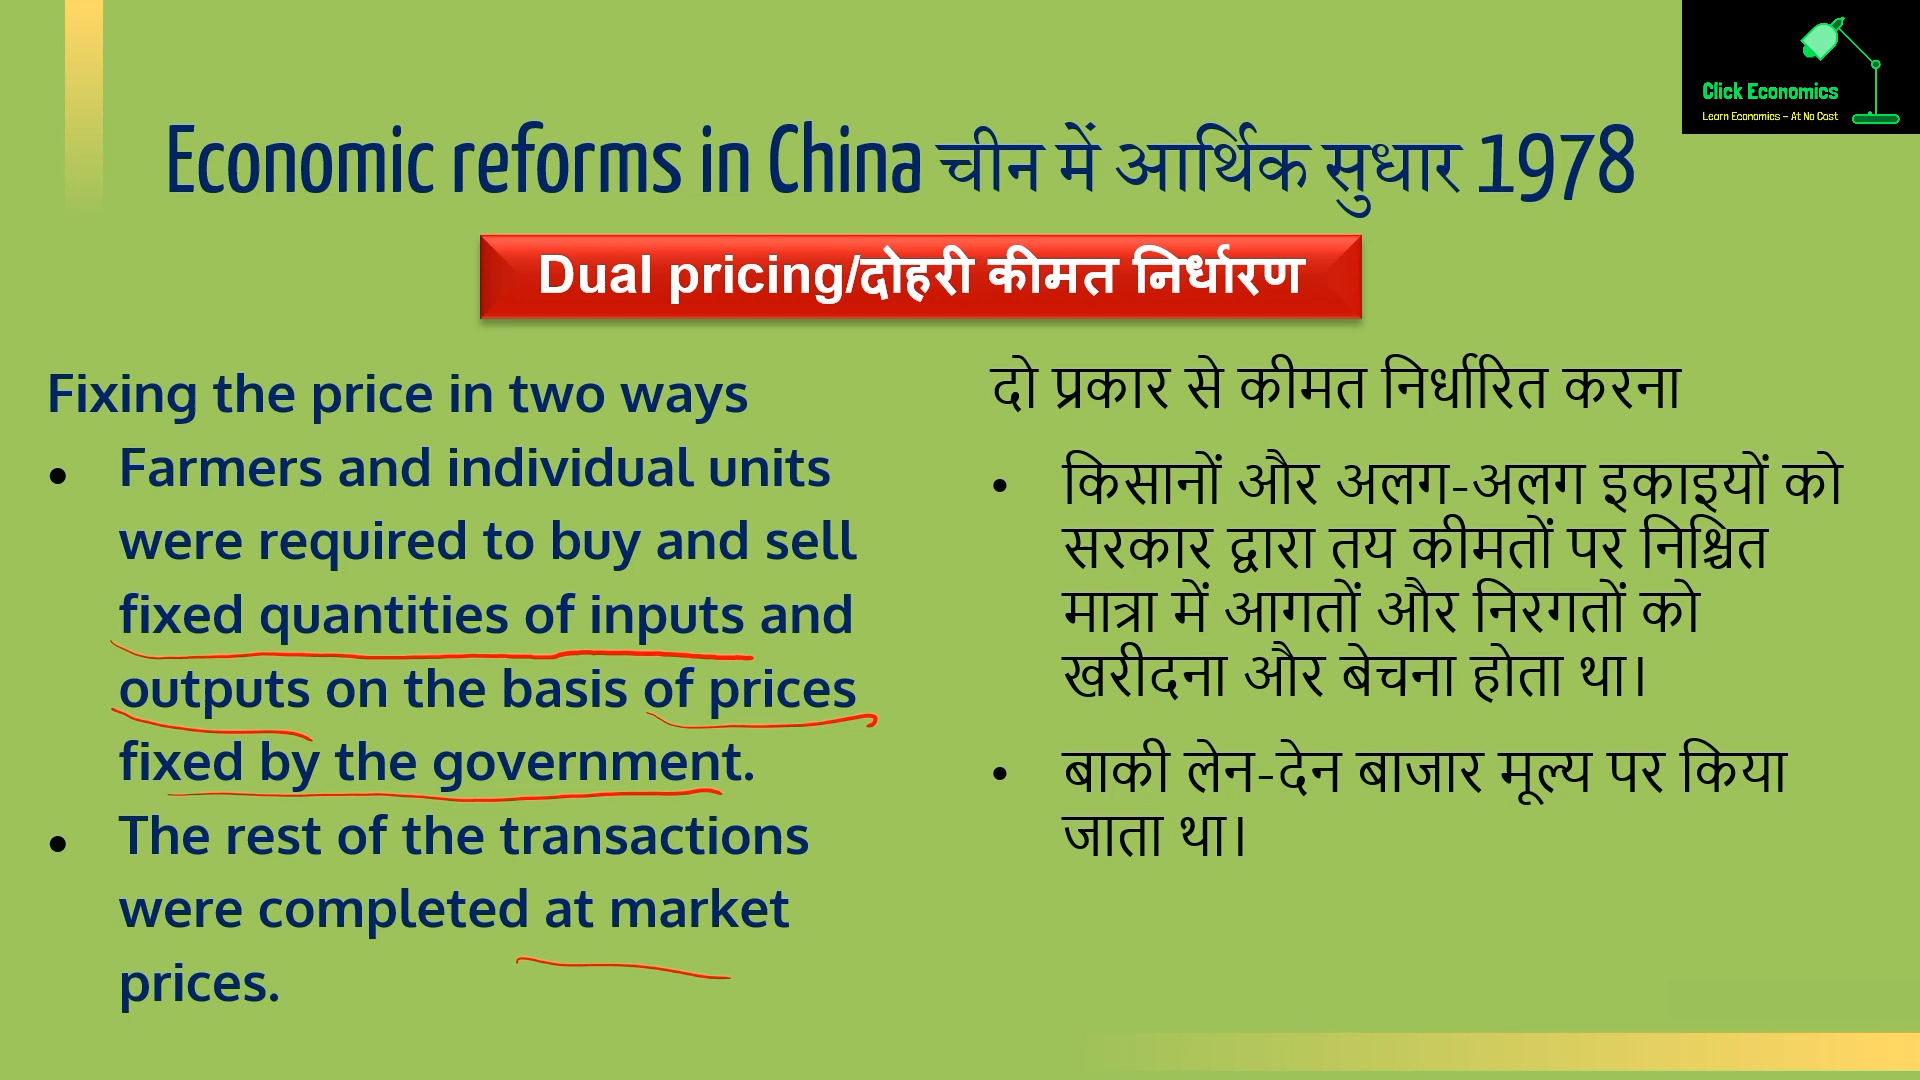 Click Economics
Learn Economics – At No Cost
Economic reforms in China चीन में आर्थिक सुधार 1978
Dual pricing/दोहरी कीमत निर्धारण
Fixing the price in two ways
● Farmers and individual units
were required to buy and sell
fixed quantities of inputs and
outputs on the basis of prices
fixed by the government.
● The rest of the transactions
were completed at market
prices.
दो प्रकार से कीमत निर्धारित करना
• किसानों और अलग-अलग इकाइयों को
सरकार द्वारा तय कीमतों पर निश्चित
मात्रा में आगतों और निरगतों को
खरीदना और बेचना होता था।
• बाकी लेन-देन बाजार मूल्य पर किया
जाता था।